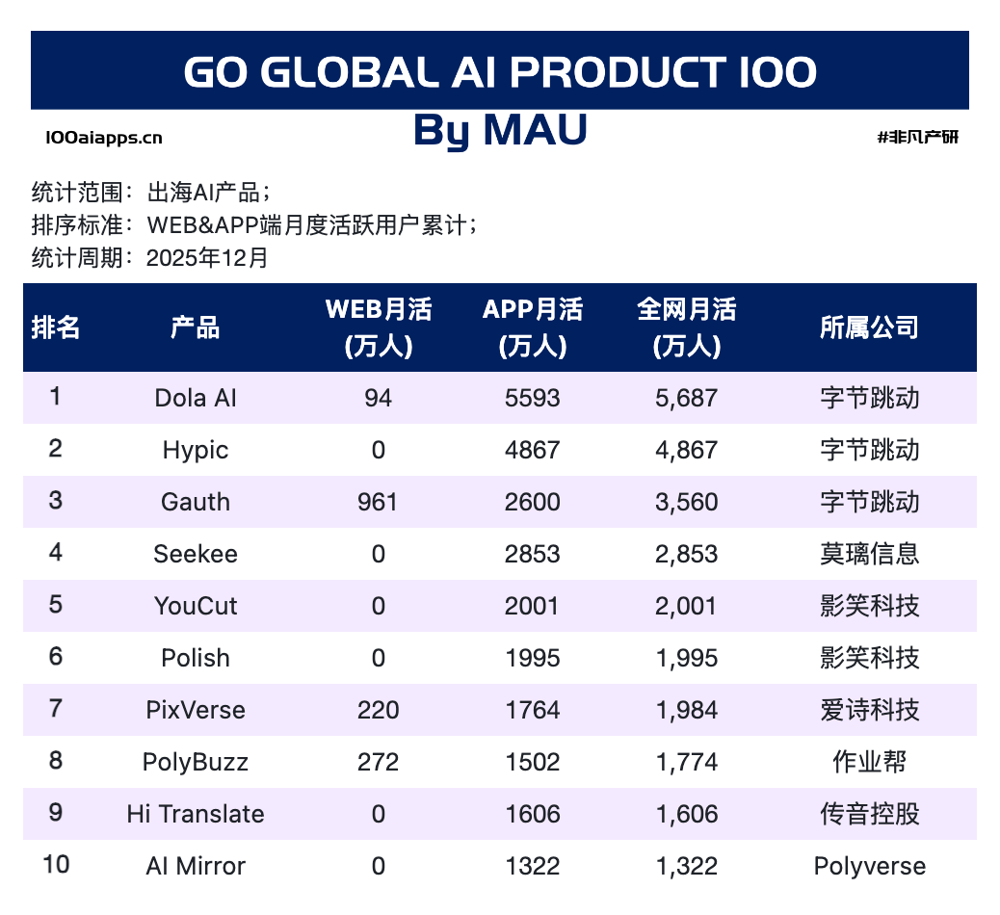 GO GLOBAL AI PRODUCT 100
By MAU
100aiapps.cn
#非凡产研
统计范围：出海AI产品；
排序标准：WEB&APP端月度活跃用户累计；
统计周期：2025年12月
排名 产品 WEB月活(万人) APP月活(万人) 全网月活(万人) 所属公司
1 Dola AI 94 5593 5,687 字节跳动
2 Hypic 0 4867 4,867 字节跳动
3 Gauth 961 2600 3,560 字节跳动
4 Seekee 0 2853 2,853 莫璃信息
5 YouCut 0 2001 2,001 影笑科技
6 Polish 0 1995 1,995 影笑科技
7 PixVerse 220 1764 1,984 爱诗科技
8 PolyBuzz 272 1502 1,774 作业帮
9 Hi Translate 0 1606 1,606 传音控股
10 AI Mirror 0 1322 1,322 Polyverse